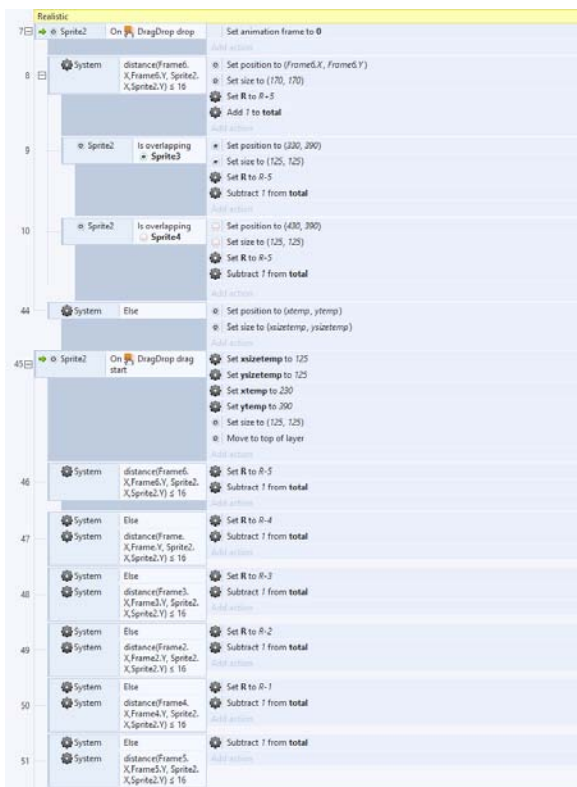 Realistic
7 Sprite2 On DragDrop drop Set animation frame to 0
Add action
8 System distance(Frame6. Set position to (Frame6.X, Frame6.Y)
X,Frame6.Y, Sprite2. Set size to (170, 170)
X,Sprite2.Y) ≤ 16
Set R to R+5
Add 1 to total
Add action
9 Sprite2 Is overlapping Set position to (330, 390)
Sprite3 Set size to (125, 125)
Set R to R-5
Subtract 1 from total
Add action
10 Sprite2 Is overlapping Set position to (430, 390)
Sprite4 Set size to (125, 125)
Set R to R-5
Subtract 1 from total
Add action
44 System Else Set position to (xtemp, ytemp)
Set size to (xsizetemp, ysizetemp)
Add action
45 Sprite2 On DragDrop drag Set xsizetemp to 125
start Set ysizetemp to 125
Set xtemp to 230
Set ytemp to 390
Set size to (125, 125)
Move to top of layer
Add action
46 System distance(Frame6. Set R to R-5
X,Frame6.Y, Sprite2. Subtract 1 from total
X,Sprite2.Y) ≤ 16 Add action
System Else Set R to R-4
47 System distance(Frame. Subtract 1 from total
X,Frame.Y, Sprite2. Add action
X,Sprite2.Y) ≤ 16
System Else Set R to R-3
48 System distance(Frame3. Subtract 1 from total
X,Frame3.Y, Sprite2. Add action
X,Sprite2.Y) ≤ 16
System Else Set R to R-2
49 System distance(Frame2. Subtract 1 from total
X,Frame2.Y, Sprite2. Add action
X,Sprite2.Y) ≤ 16
System Else Set R to R-1
50 System distance(Frame4. Subtract 1 from total
X,Frame4.Y, Sprite2. Add action
X,Sprite2.Y) ≤ 16
System Else Subtract 1 from total
51 System distance(Frame5. Add action
X,Frame5.Y, Sprite2.
X,Sprite2.Y) ≤ 16